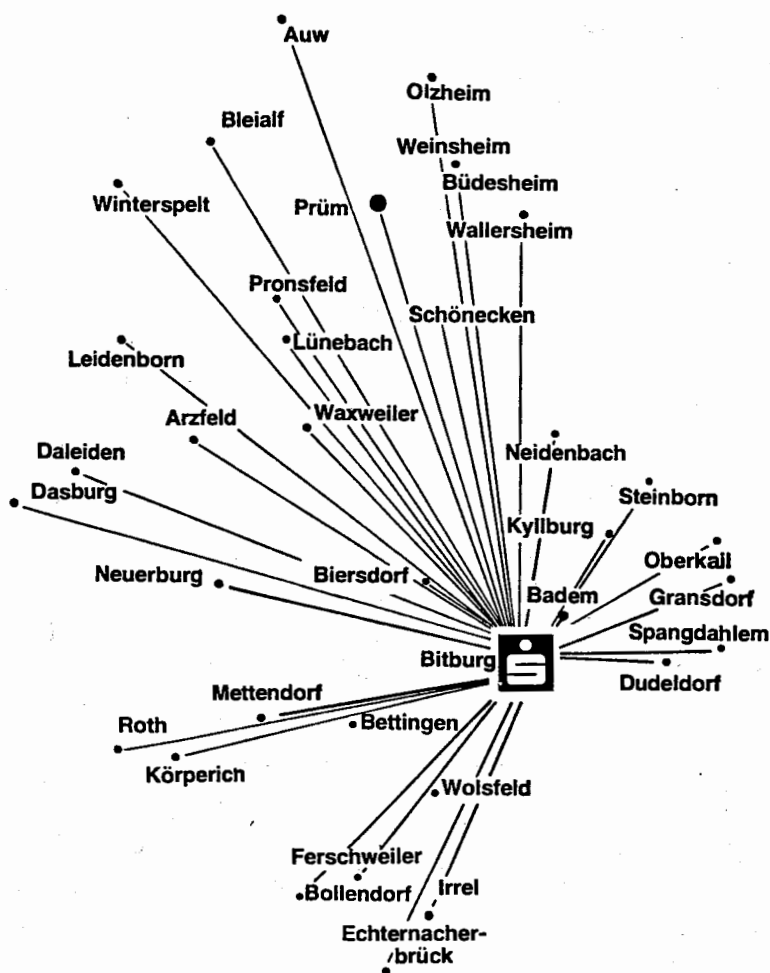 Auw
Olzheim
Bleialf
Weinsheim
Büdesheim
Winterspelt
Prüm
Wallersheim
Pronsfeld
Schönecken
Lünebach
Leidenborn
Arzfeld
Waxweiler
Daleiden
Neidenbach
Dasburg
Steinborn
Kyllburg
Oberkail
Neuerburg
Biersdorf
Badem
Gransdorf
Spangdahlem
Bitburg
Dudeldorf
Mettendorf
Roth
Bettingen
Körperich
Wolsfeld
Ferschweiler
Bollendorf
Irrel
Echternacher-
brück